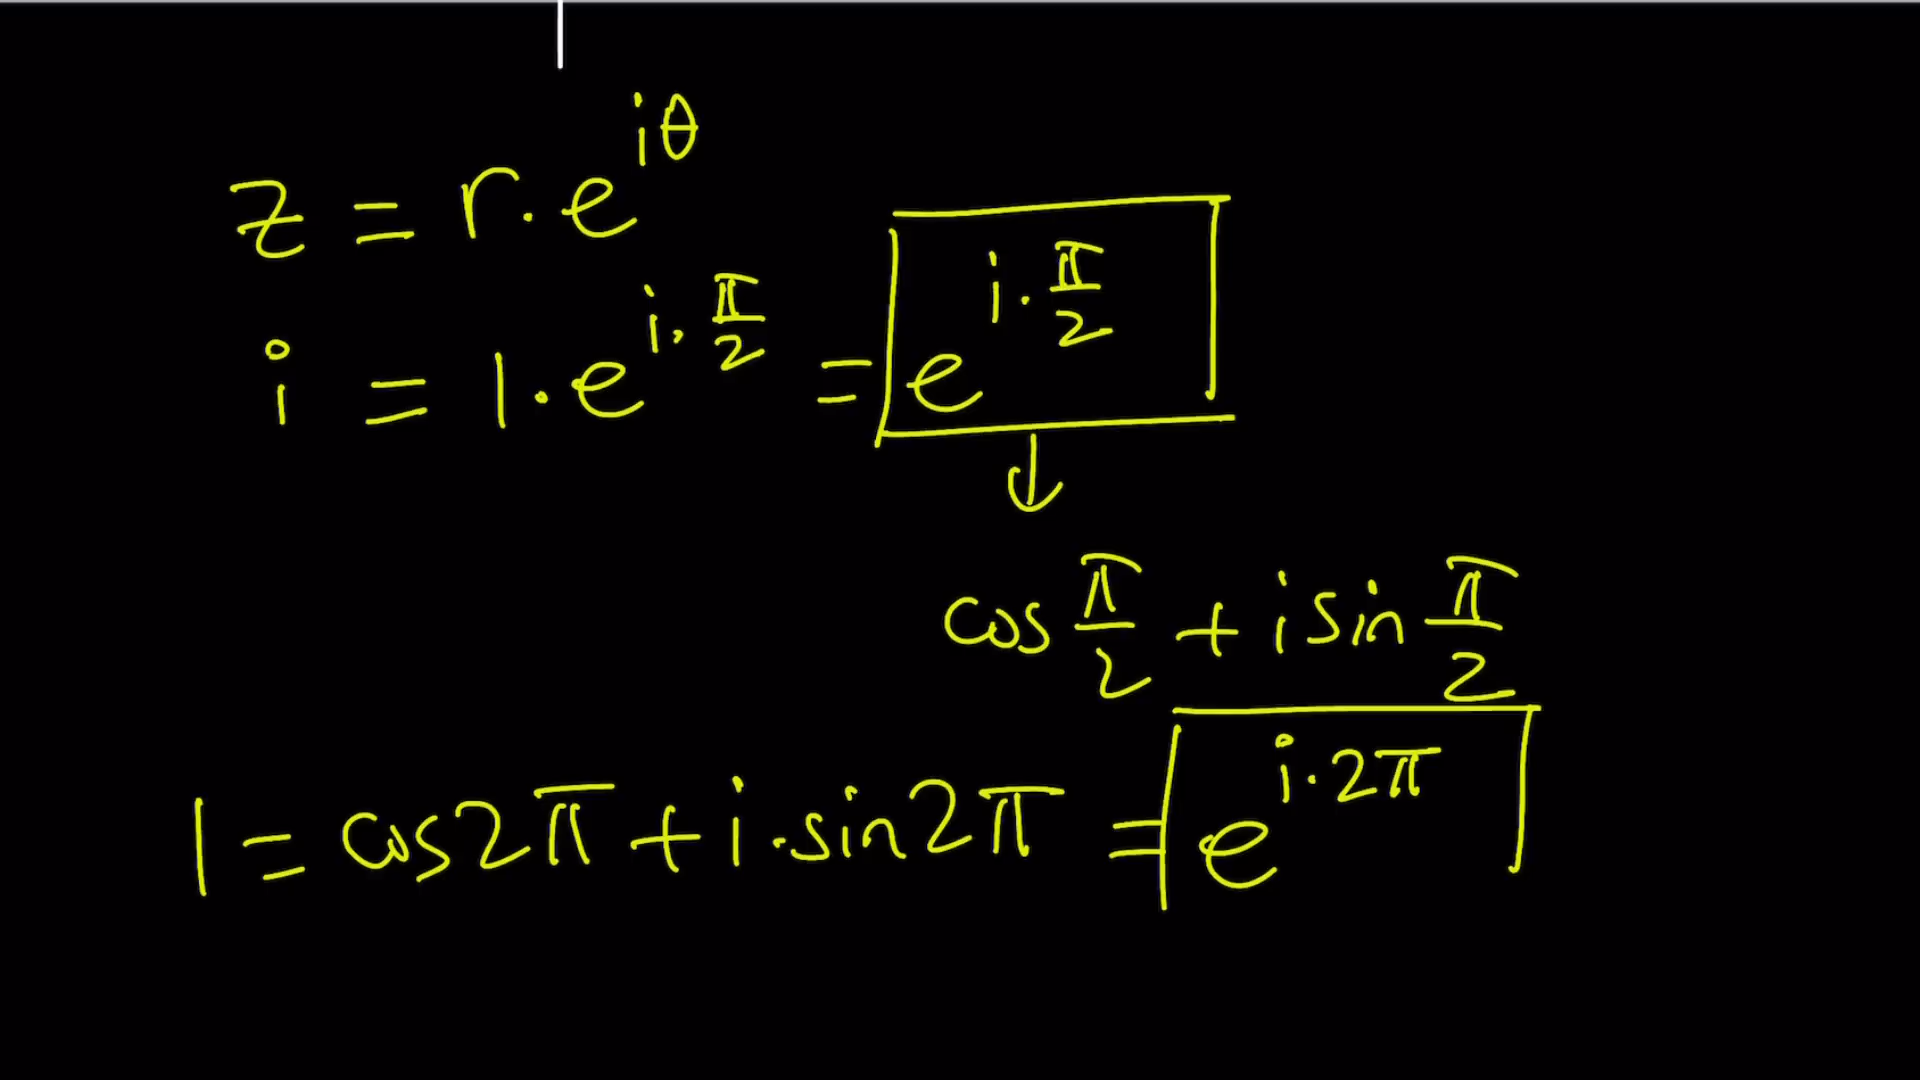 z = r · e^{iθ}
i = 1 · e^{i · π/2} = e^{i · π/2}
↓
cos π/2 + i sin π/2
1 = cos 2π + i · sin 2π = e^{i · 2π}